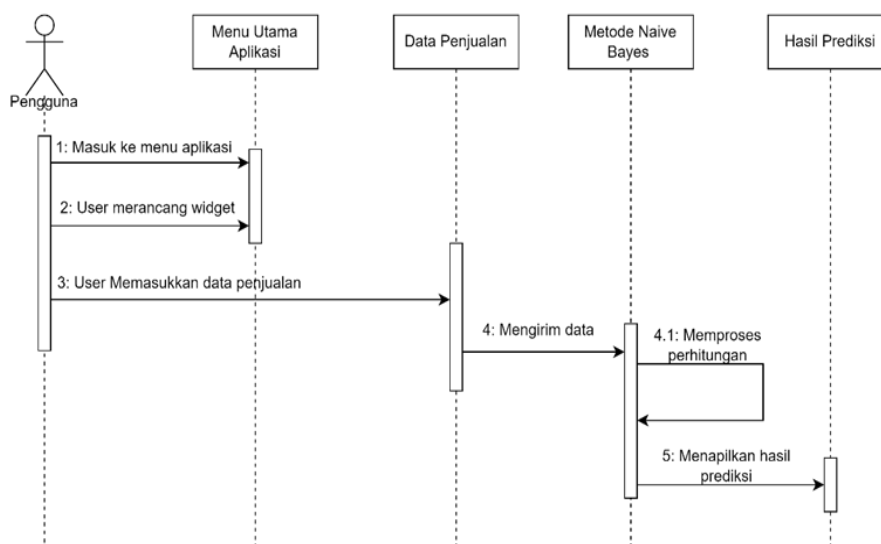 Menu Utama
Aplikasi
Data Penjualan
Metode Naive
Bayes
Hasil Prediksi
Pengguna
1: Masuk ke menu aplikasi
2: User merancang widget
3: User Memasukkan data penjualan
4: Mengirim data
4.1: Memproses
perhitungan
5: Menapilkan hasil
prediksi